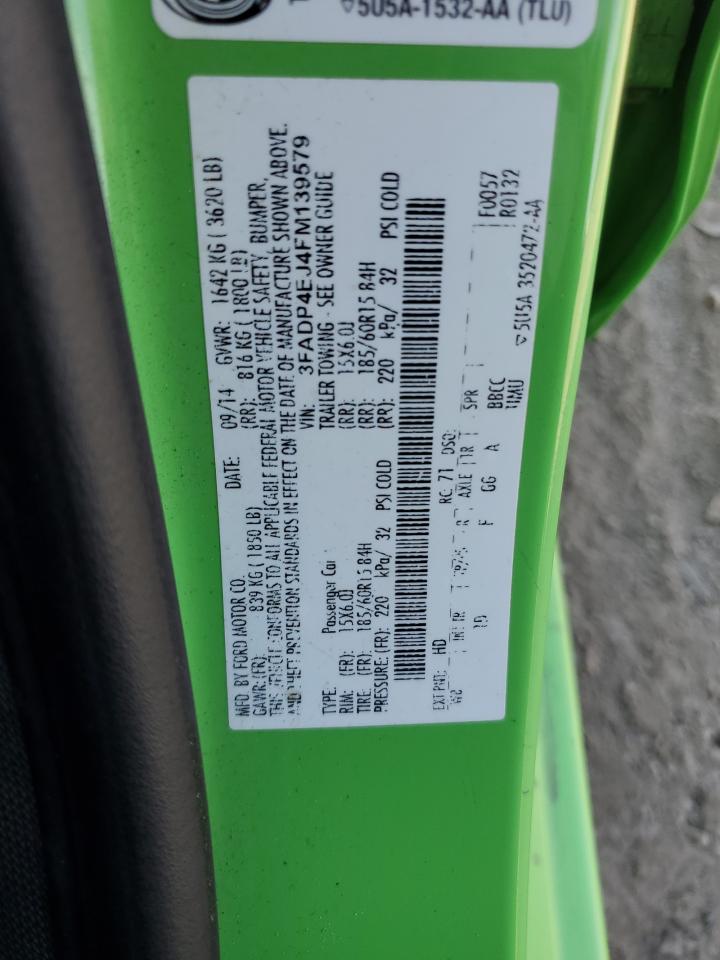 5U5A-1532-AA (TLU)
MFD. BY FORD MOTOR CO.
DATE: 09/14 GVWR: 1642 KG ( 3620 LB)
GAWR:(FR): 839 KG ( 1850 LB) (RR): 816 KG ( 1800 LB)
THIS VEHICLE CONFORMS TO ALL APPLICABLE FEDERAL MOTOR VEHICLE SAFETY, BUMPER,
AND THEFT PREVENTION STANDARDS IN EFFECT ON THE DATE OF MANUFACTURE SHOWN ABOVE.
VIN: 3FADP4EJ4FM139579
TYPE: Passenger Car TRAILER TOWING - SEE OWNER GUIDE
RIM: (FR): 15X6.0J (RR): 15X6.0J
TIRE: (FR): 185/60R15 84H (RR): 185/60R15 84H
PRESSURE: (FR): 220 kPa/ 32 PSI COLD (RR): 220 kPa/ 32 PSI COLD
EXT PNT: HD RC: 71 DSO: F0057
R0132
AXLE TR SPR
F GG A BBCC
5U5A 3520472-AA